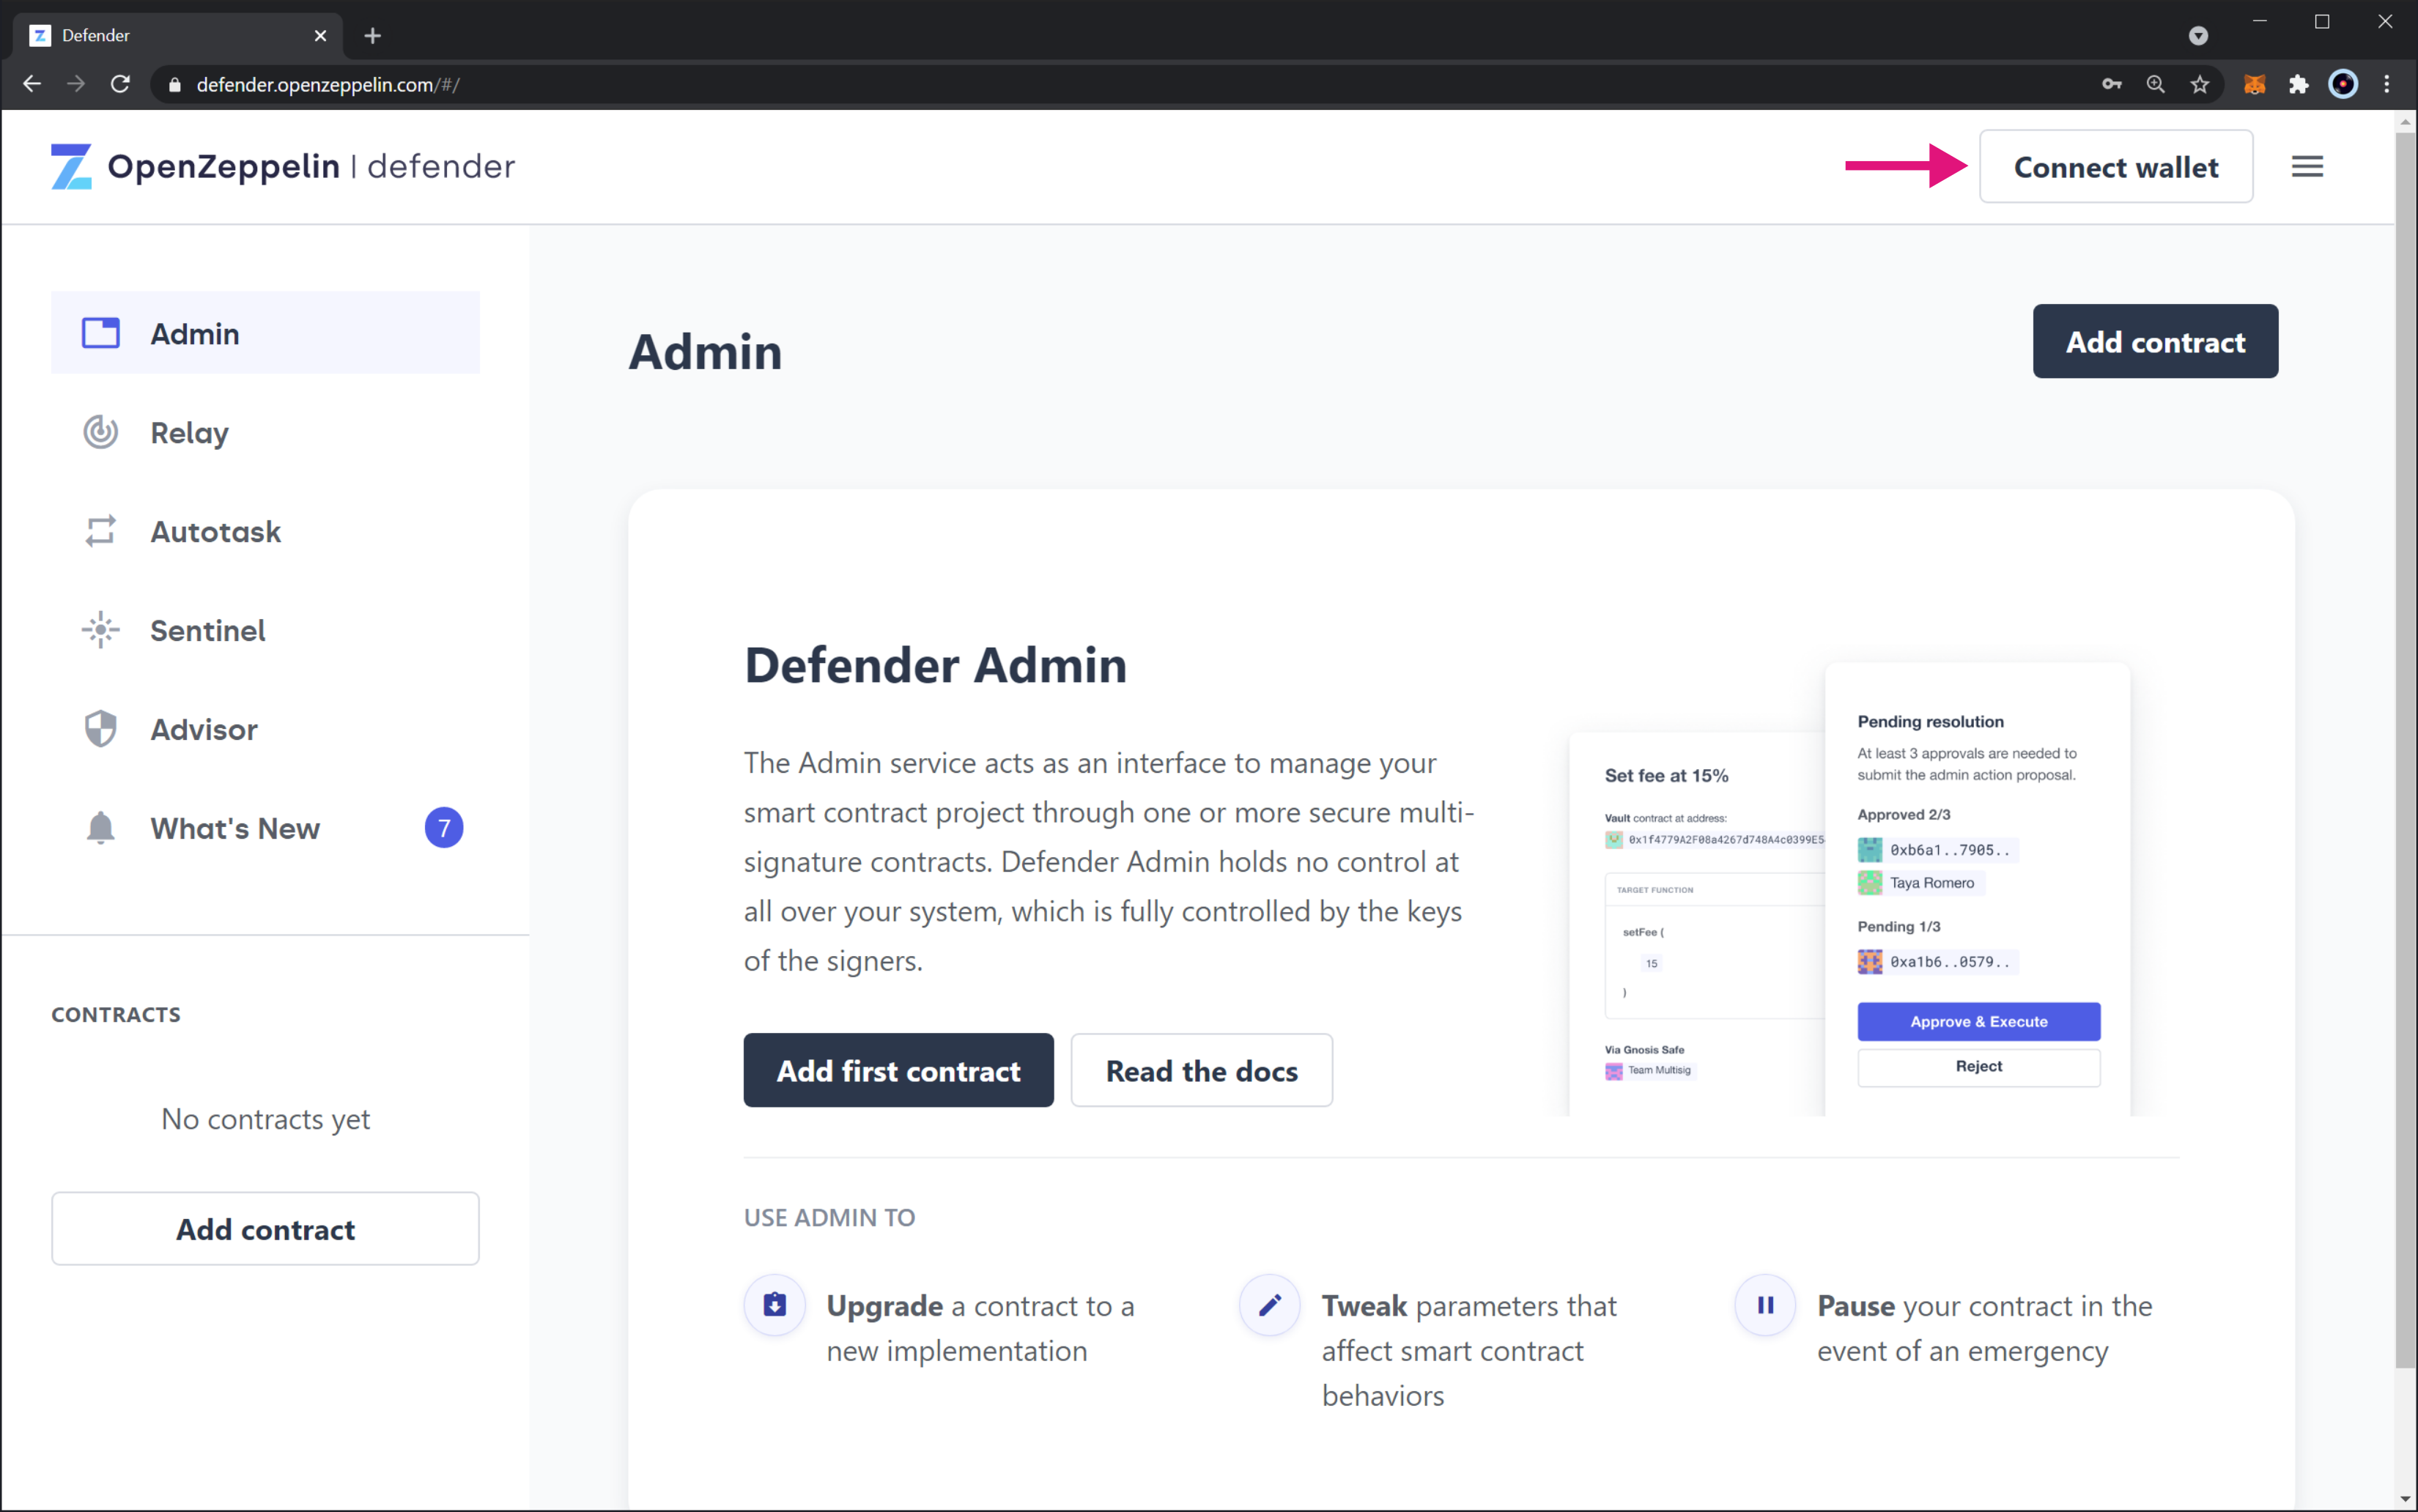 Defender
defender.openzeppelin.com/#/
OpenZeppelin | defender
Connect wallet
Admin
Relay
Autotask
Sentinel
Advisor
What's New
7
CONTRACTS
No contracts yet
Add contract
Admin
Add contract
Defender Admin
The Admin service acts as an interface to manage your
smart contract project through one or more secure multi-
signature contracts. Defender Admin holds no control at
all over your system, which is fully controlled by the keys
of the signers.
Add first contract
Read the docs
Set fee at 15%
Vault contract at address:
0x1f4779A2F08a4267d748A4c0399E5
TARGET FUNCTION
setFee (
15
)
Via Gnosis Safe
Team Multisig
Pending resolution
At least 3 approvals are needed to
submit the admin action proposal.
Approved 2/3
0xb6a1..7905..
Taya Romero
Pending 1/3
0xa1b6..0579..
Approve & Execute
Reject
USE ADMIN TO
Upgrade a contract to a
new implementation
Tweak parameters that
affect smart contract
behaviors
Pause your contract in the
event of an emergency